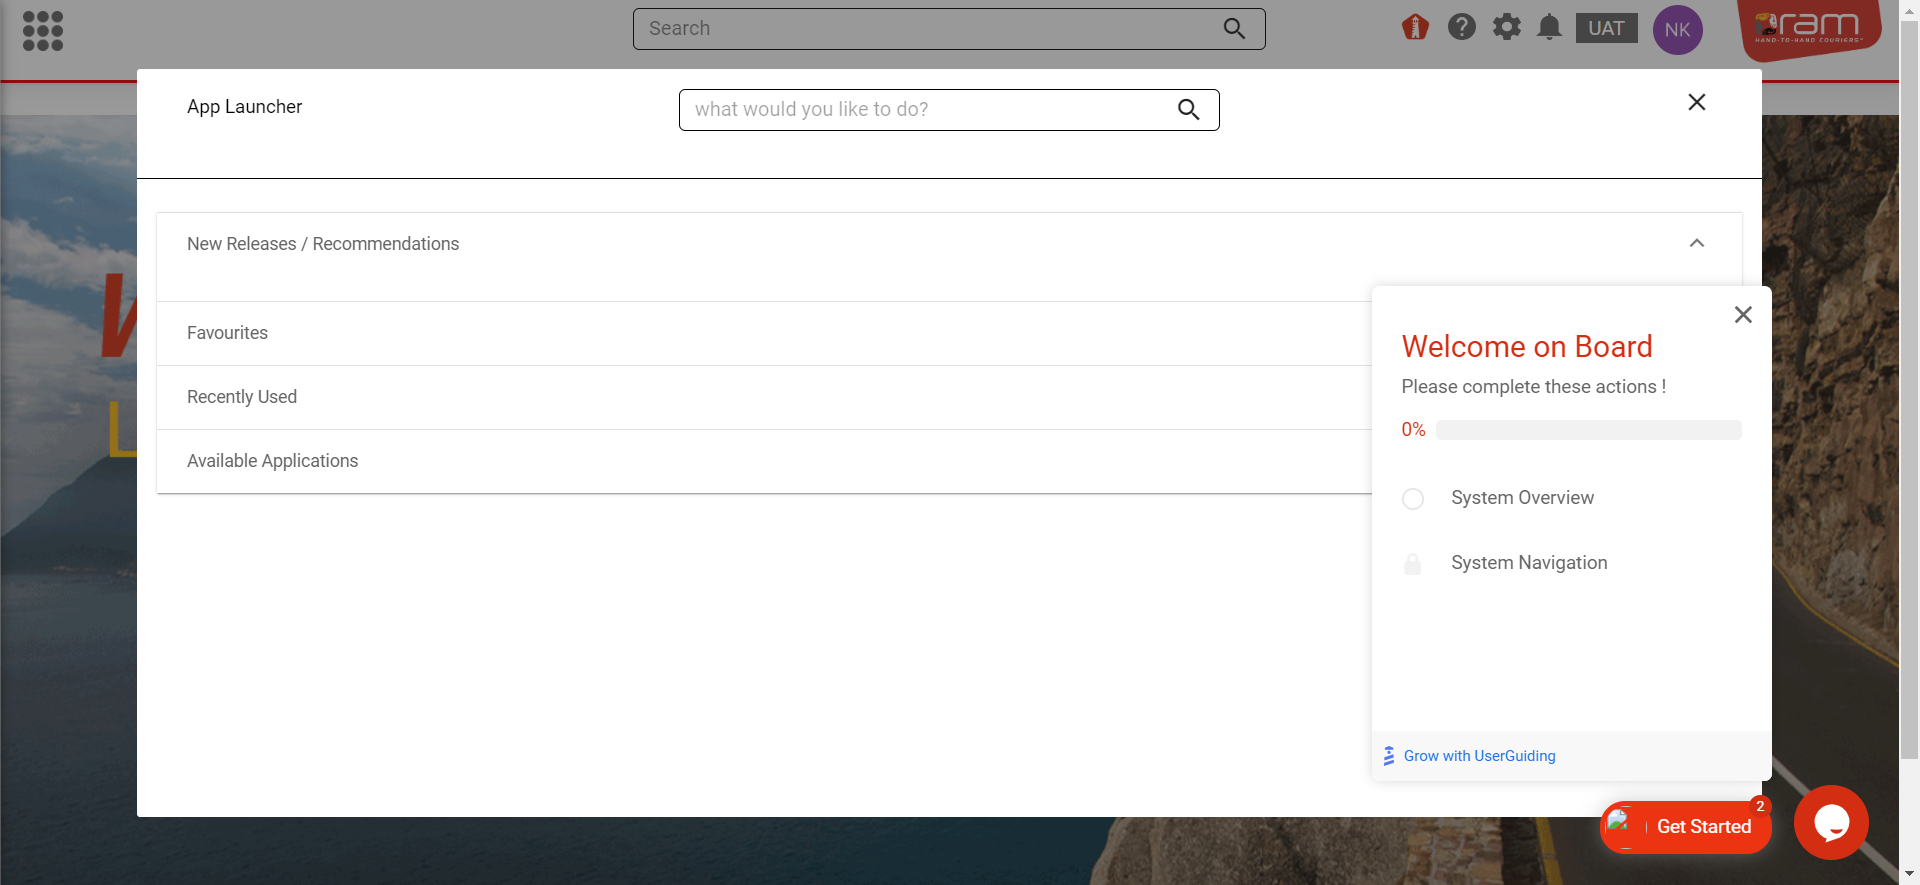 Search
UAT
NK
ram
HAND-TO-HAND COURIERS
App Launcher
what would you like to do?
New Releases / Recommendations
Favourites
Recently Used
Available Applications
Welcome on Board
Please complete these actions !
0%
System Overview
System Navigation
Grow with UserGuiding
2
Get Started